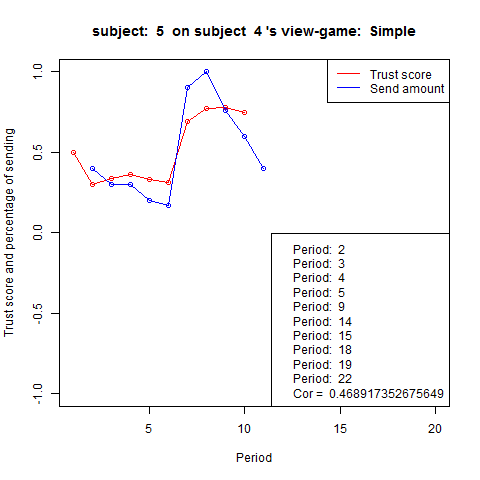 subject:  5  on subject  4 's view-game:  Simple
Trust score
Send amount
Trust score and percentage of sending
1.0
0.5
0.0
-0.5
-1.0
Period:  2
Period:  3
Period:  4
Period:  5
Period:  9
Period:  14
Period:  15
Period:  18
Period:  19
Period:  22
Cor =  0.468917352675649
5
10
15
20
Period